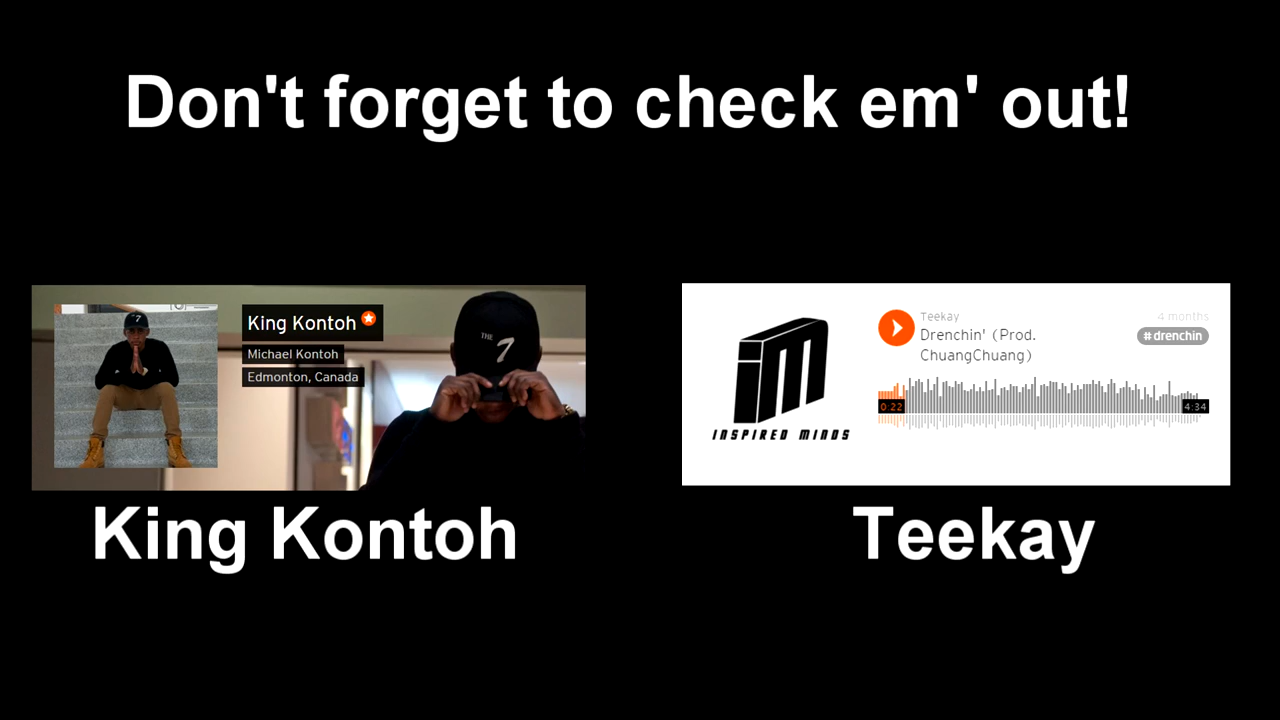 Don't forget to check em' out!
King Kontoh
Michael Kontoh
Edmonton, Canada
THE 7
7
Teekay
4 months
Drenchin' (Prod.
ChuangChuang)
# drenchin
0:22
4:34
INSPIRED MINDS
King Kontoh
Teekay